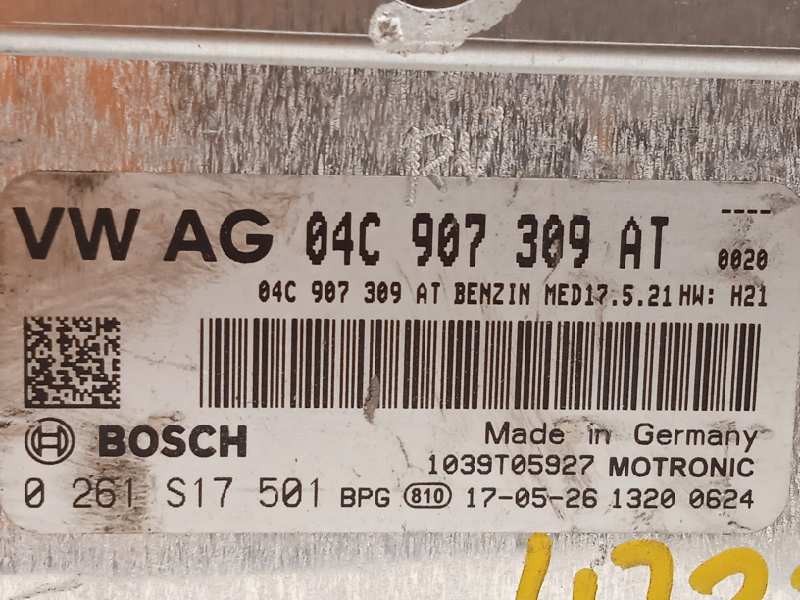 RV
VW AG 04C 907 309 AT ----
0020
04C 907 309 AT BENZIN MED17.5.21 HW: H21
BOSCH Made in Germany
1039T05927 MOTRONIC
0 261 S17 501 BPG 810 17-05-26 1320 0624